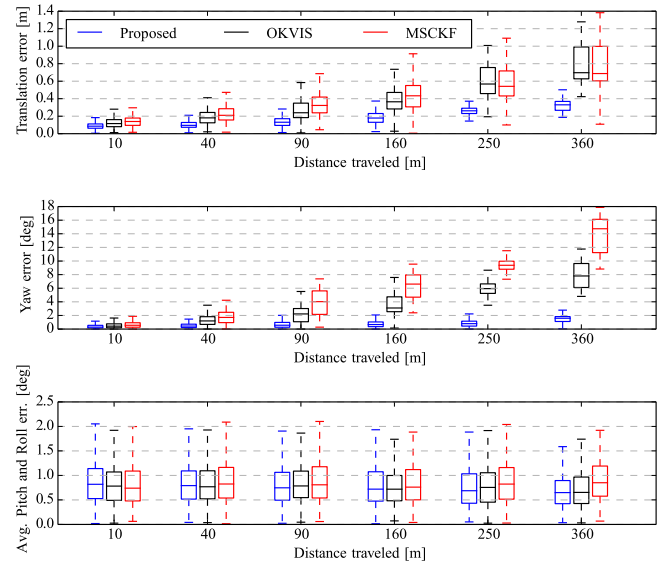 Translation error [m]
1.4
1.2
1.0
0.8
0.6
0.4
0.2
0.0
Proposed OKVIS MSCKF
10 40 90 160 250 360
Distance traveled [m]
Yaw error [deg]
18
16
14
12
10
8
6
4
2
0
10 40 90 160 250 360
Distance traveled [m]
Avg. Pitch and Roll err. [deg]
2.5
2.0
1.5
1.0
0.5
0.0
10 40 90 160 250 360
Distance traveled [m]